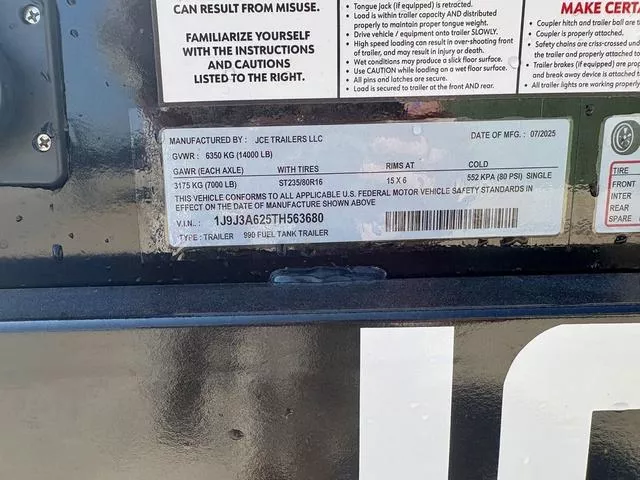 CAN RESULT FROM MISUSE.
FAMILIARIZE YOURSELF
WITH THE INSTRUCTIONS
AND CAUTIONS
LISTED TO THE RIGHT.
Tongue jack (if equipped) is retracted.
• Load is within trailer capacity AND distributed
properly to maintain proper tongue weight.
• Drive vehicle / equipment onto trailer SLOWLY.
• High speed loading can result in over-shooting front
of trailer, and may result in injury or death.
• Wet conditions may produce a slick floor surface.
• Use CAUTION while loading on a wet floor surface.
• All pins and latches are secure.
• Load is secured to trailer at the front AND rear.
MAKE CERTA
• Coupler hitch and trailer ball are
• Coupler is properly attached.
• Safety chains are criss-crossed und
the trailer and properly attached to
• Trailer brakes (if equipped) are prop
and break away device is attached to
• All trailer lights are working properly
MANUFACTURED BY: JCE TRAILERS LLC DATE OF MFG. : 07/2025
GVWR : 6350 KG (14000 LB)
GAWR (EACH AXLE) WITH TIRES RIMS AT COLD
3175 KG (7000 LB) ST235/80R16 15 X 6 552 KPA (80 PSI) SINGLE
THIS VEHICLE CONFORMS TO ALL APPLICABLE U.S. FEDERAL MOTOR VEHICLE SAFETY STANDARDS IN
EFFECT ON THE DATE OF MANUFACTURE SHOWN ABOVE
V.I.N. : 1J9J3A625TH563680
TYPE : TRAILER 990 FUEL TANK TRAILER
TIRE
FRONT
INTER
REAR
SPARE